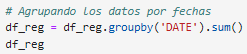 # Agrupando los datos por fechas
df_reg = df_reg.groupby('DATE').sum()
df_reg